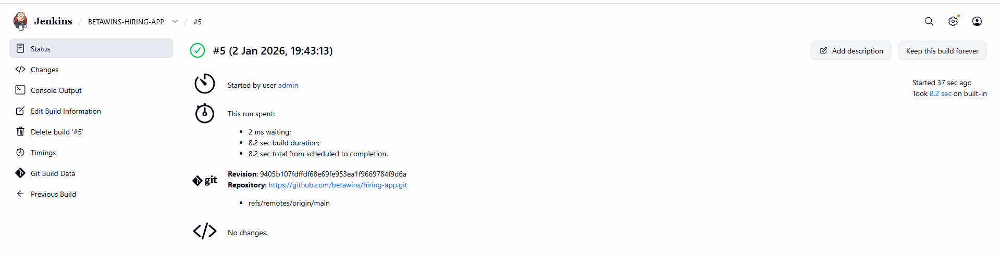 Jenkins / BETAWINS-HIRING-APP / #5
Status
Changes
Console Output
Edit Build Information
Delete build ‘#5’
Timings
Git Build Data
Previous Build
#5 (2 Jan 2026, 19:43:13)
Add description
Keep this build forever
Started by user admin
Started 37 sec ago
Took 8.2 sec on built-in
This run spent:
2 ms waiting;
8.2 sec build duration;
8.2 sec total from scheduled to completion.
git
Revision: 9405b107fdffdf68e69fe953ea1f9669784f9d6a
Repository: https://github.com/betawins/hiring-app.git
refs/remotes/origin/main
No changes.